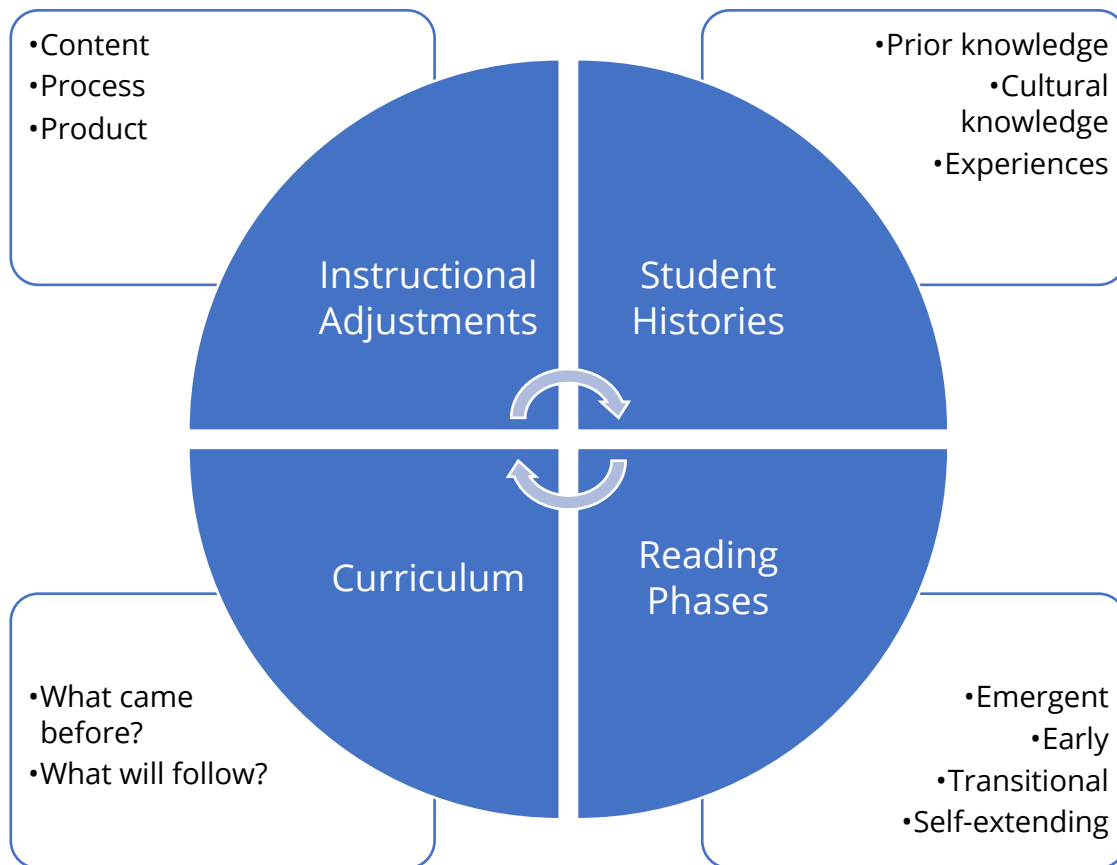 •Content
•Process
•Product
•Prior knowledge
•Cultural
knowledge
•Experiences
Instructional
Adjustments
Student
Histories
Curriculum
Reading
Phases
•What came
before?
•What will follow?
•Emergent
•Early
•Transitional
•Self-extending